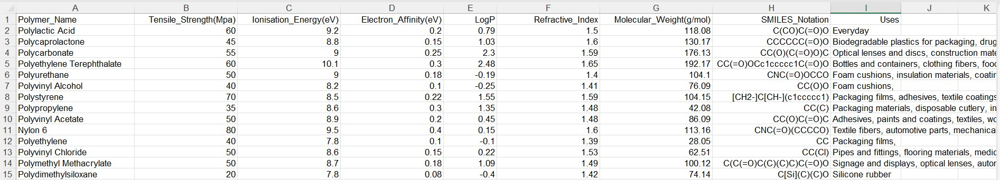 A B C D E F G H I J K
1 Polymer_Name Tensile_Strength(Mpa) Ionisation_Energy(eV) Electron_Affinity(eV) LogP Refractive_Index Molecular_Weight(g/mol) SMILES_Notation Uses
2 Polylactic Acid 60 9.2 0.2 0.79 1.5 118.08 C(CO)C(=O)O Everyday
3 Polycaprolactone 45 8.8 0.15 1.03 1.6 130.17 CCCCCC(=O)O Biodegradable plastics for packaging, drug
4 Polycarbonate 55 9 0.25 2.3 1.59 176.13 CC(O)(C(=O)O)C Optical lenses and discs, construction mate
5 Polyethylene Terephthalate 60 10.1 0.3 2.48 1.65 192.17 CC(=O)OCc1ccccc1C(=O)O Bottles and containers, clothing fibers, food
6 Polyurethane 50 9 0.18 -0.19 1.4 104.1 CNC(=O)OCCO Foam cushions, insulation materials, coatin
7 Polyvinyl Alcohol 40 8.2 0.1 -0.25 1.41 76.09 CC(O)O Foam cushions,
8 Polystyrene 70 8.5 0.22 1.55 1.59 104.15 [CH2-]C[CH-](c1ccccc1) Packaging films, adhesives, textile coatings
9 Polypropylene 35 8.6 0.3 1.35 1.48 42.08 CC(C) Packaging materials, disposable cutlery, in
10 Polyvinyl Acetate 50 8.9 0.2 0.45 1.48 86.09 CC(O)C(=O)C Adhesives, paints and coatings, textiles, wo
11 Nylon 6 80 9.5 0.4 0.15 1.6 113.16 CNC(=O)(CCCCO) Textile fibers, automotive parts, mechanica
12 Polyethylene 40 7.8 0.1 -0.1 1.39 28.05 CC Packaging films,
13 Polyvinyl Chloride 50 8.6 0.15 0.22 1.53 62.51 CC(Cl) Pipes and fittings, flooring materials, medic
14 Polymethyl Methacrylate 50 8.7 0.18 1.09 1.49 100.12 C(C(=O)C(C)(C)C)C(=O)O Signage and displays, optical lenses, autor
15 Polydimethylsiloxane 20 7.8 0.08 -0.4 1.42 74.14 C[Si](C)(C)O Silicone rubber